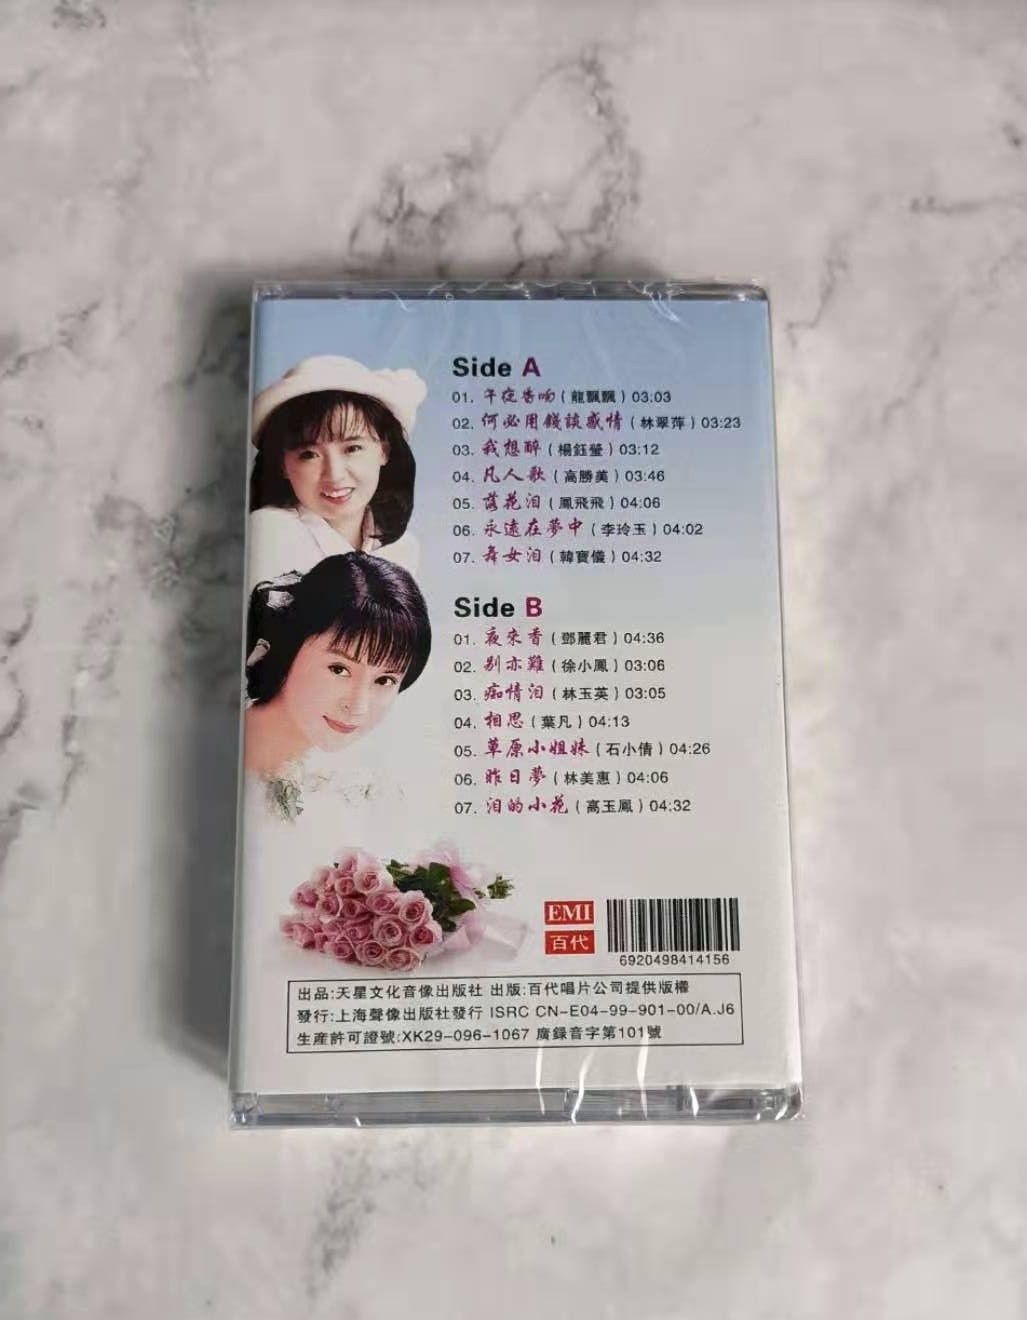 Side A
01. 午夜香吻(龍飄飄)03:03
02. 何必用錢談感情(林翠萍)03:23
03. 我想醉(楊鈺瑩)03:12
04. 凡人歌(高勝美)03:46
05. 落花泪(鳳飛飛)04:06
06. 永遠在夢中(李玲玉)04:02
07. 舞女泪(韓寶儀)04:32
Side B
01. 夜來香(鄧麗君)04:36
02. 别亦難(徐小鳳)03:06
03. 痴情泪(林玉英)03:05
04. 相思(葉凡)04:13
05. 草原小姐妹(石小倩)04:26
06. 昨日夢(林美惠)04:06
07. 泪的小花(高玉鳳)04:32
EMI
百代
6920498414156
出品:天星文化音像出版社 出版:百代唱片公司提供版權
發行:上海聲像出版社發行 ISRC CN-E04-99-901-00/A.J6
生産許可證號:XK29-096-1067 廣録音字第101號